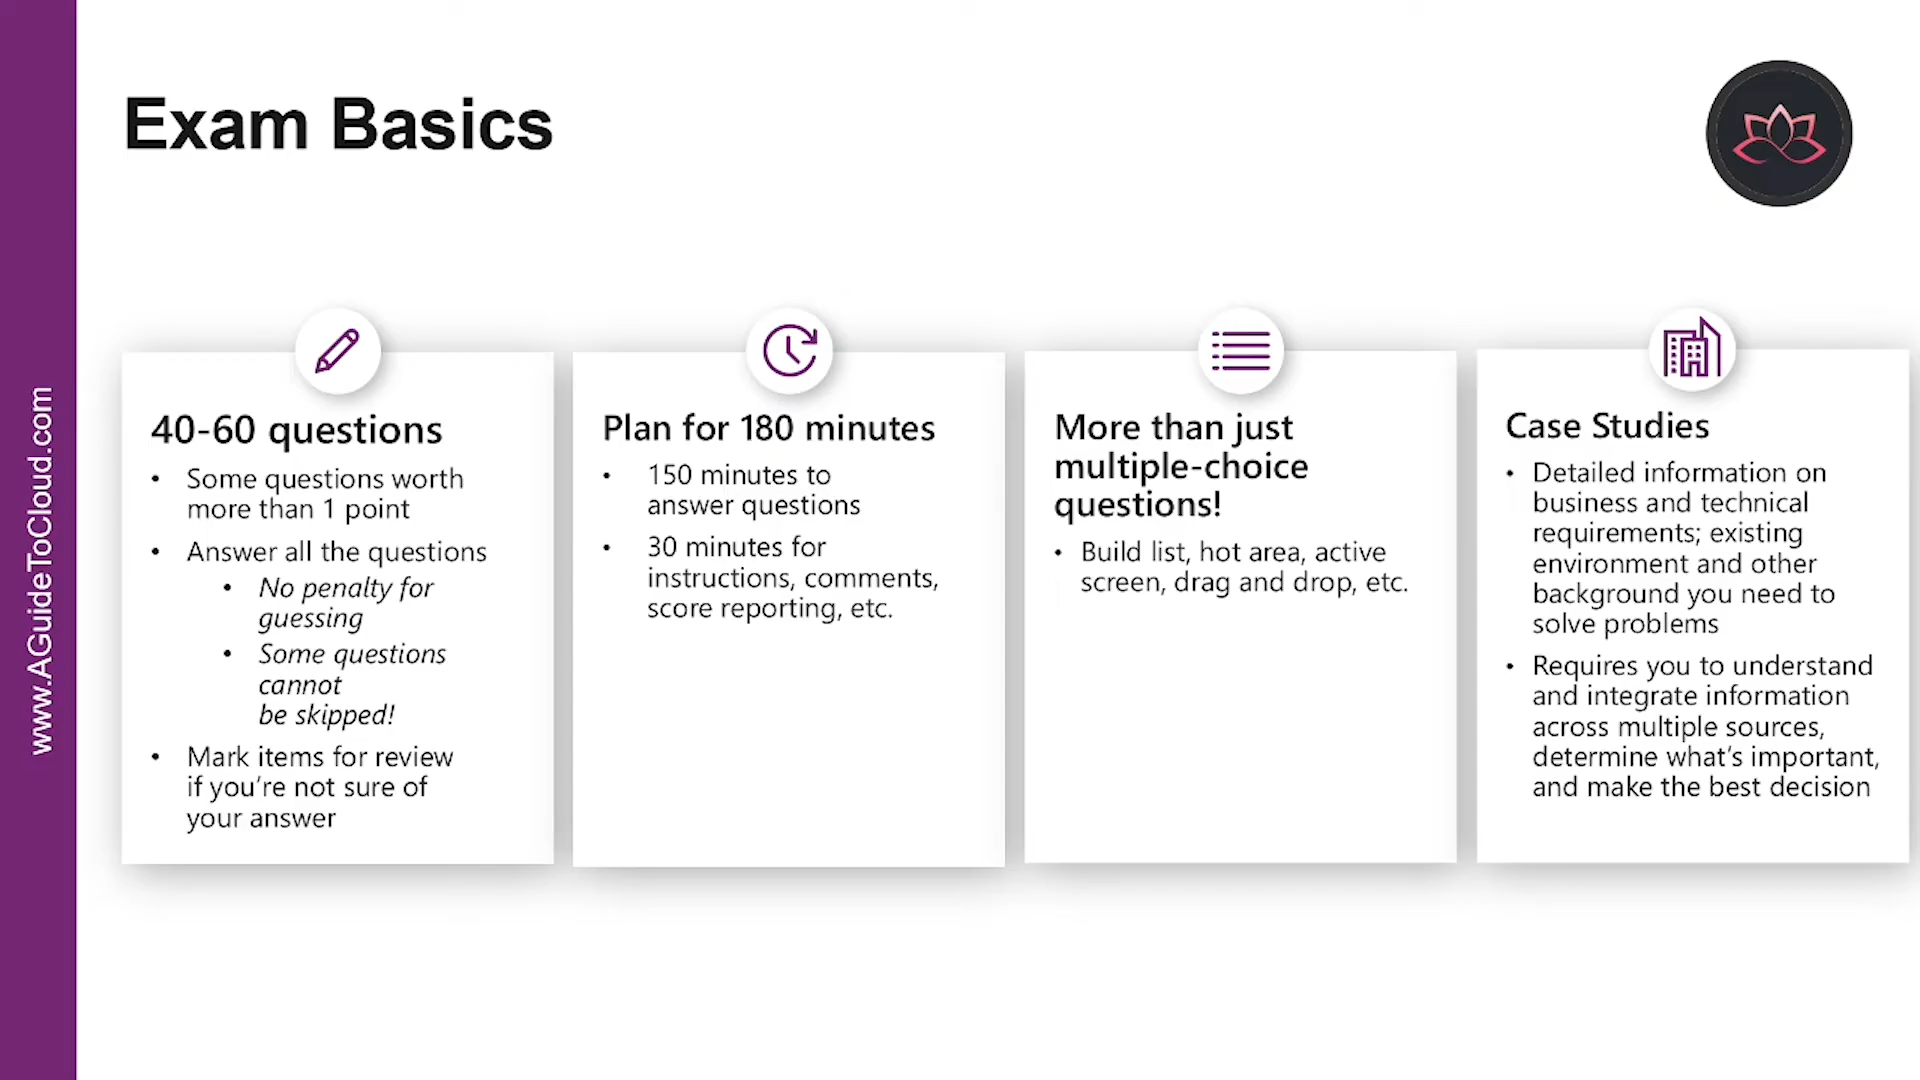 Exam Basics
www.AGuideToCloud.com
40-60 questions
• Some questions worth
more than 1 point
• Answer all the questions
• No penalty for
guessing
• Some questions
cannot
be skipped!
• Mark items for review
if you're not sure of
your answer
Plan for 180 minutes
• 150 minutes to
answer questions
• 30 minutes for
instructions, comments,
score reporting, etc.
More than just
multiple-choice
questions!
• Build list, hot area, active
screen, drag and drop, etc.
Case Studies
• Detailed information on
business and technical
requirements; existing
environment and other
background you need to
solve problems
• Requires you to understand
and integrate information
across multiple sources,
determine what's important,
and make the best decision